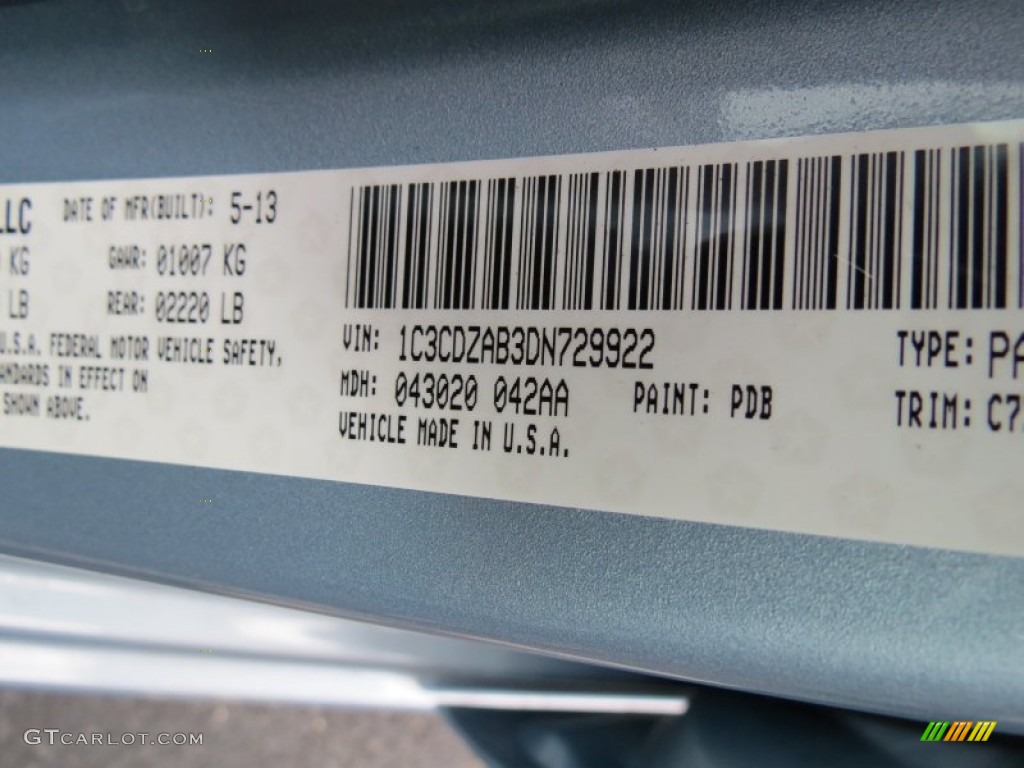 LLC DATE OF MFR(BUILT): 5-13
KG GAWR: 01007 KG
LB REAR: 02220 LB
U.S.A. FEDERAL MOTOR VEHICLE SAFETY,
IN EFFECT ON
SHOWN ABOVE.
VIN: 1C3CDZAB3DN729922
TYPE:
MDH: 043020 042AA
PAINT: PDB
TRIM:
VEHICLE MADE IN U.S.A.
GTCARLOT.COM